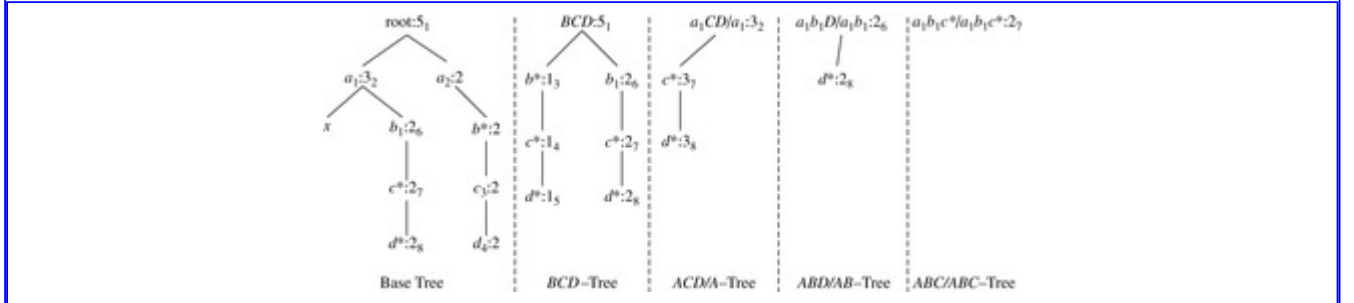 root:5₁ BCD:5₁ a₁CD/a₁:3₂ a₁b₁D/a₁b₁:2₆ a₁b₁c*/a₁b₁c*:2₇
a₁:3₂ a₂:2 b*:1₃ b₁:2₆ c*:3₇ d*:2₈
x b₁:2₆ b*:2 c*:1₄ c*:2₇ d*:3₈
c*:2₇ c₃:2 d*:1₅ d*:2₈
d*:2₈ d₄:2
Base Tree BCD–Tree ACD/A–Tree ABD/AB–Tree ABC/ABC–Tree